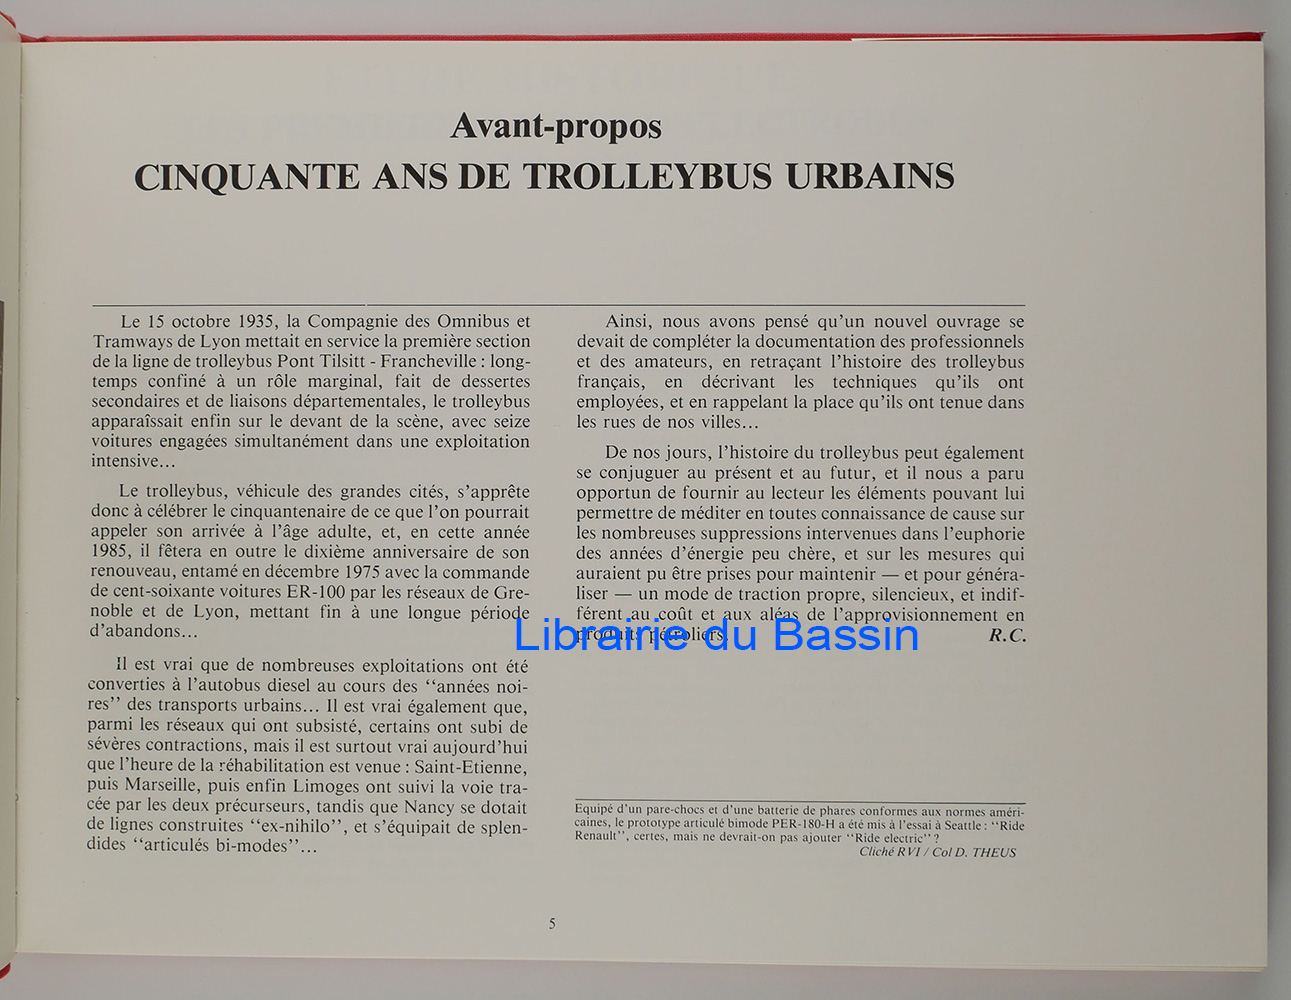 Avant-propos
CINQUANTE ANS DE TROLLEYBUS URBAINS
Le 15 octobre 1935, la Compagnie des Omnibus et
Tramways de Lyon mettait en service la première section
de la ligne de trolleybus Pont Tilsitt - Francheville : long-
temps confiné à un rôle marginal, fait de dessertes
secondaires et de liaisons départementales, le trolleybus
apparaîssait enfin sur le devant de la scène, avec seize
voitures engagées simultanément dans une exploitation
intensive...
Le trolleybus, véhicule des grandes cités, s'apprête
donc à célébrer le cinquantenaire de ce que l'on pourrait
appeler son arrivée à l'âge adulte, et, en cette année
1985, il fêtera en outre le dixième anniversaire de son
renouveau, entamé en décembre 1975 avec la commande
de cent-soixante voitures ER-100 par les réseaux de Gre-
noble et de Lyon, mettant fin à une longue période
d'abandons...
Il est vrai que de nombreuses exploitations ont été
converties à l'autobus diesel au cours des "années noi-
res" des transports urbains... Il est vrai également que,
parmi les réseaux qui ont subsisté, certains ont subi de
sévères contractions, mais il est surtout vrai aujourd'hui
que l'heure de la réhabilitation est venue : Saint-Etienne,
puis Marseille, puis enfin Limoges ont suivi la voie tra-
cée par les deux précurseurs, tandis que Nancy se dotait
de lignes construites "ex-nihilo", et s'équipait de splen-
dides "articulés bi-modes"...
Ainsi, nous avons pensé qu'un nouvel ouvrage se
devait de compléter la documentation des professionnels
et des amateurs, en retraçant l'histoire des trolleybus
français, en décrivant les techniques qu'ils ont
employées, et en rappelant la place qu'ils ont tenue dans
les rues de nos villes...
De nos jours, l'histoire du trolleybus peut également
se conjuguer au présent et au futur, et il nous a paru
opportun de fournir au lecteur les éléments pouvant lui
permettre de méditer en toutes connaissance de cause sur
les nombreuses suppressions intervenues dans l'euphorie
des années d'énergie peu chère, et sur les mesures qui
auraient pu être prises pour maintenir — et pour généra-
liser — un mode de traction propre, silencieux, et indif-
férent au coût et aux aléas de l'approvisionnement en
produits pétroliers. R.C.
Librairie du Bassin
Equipé d'un pare-chocs et d'une batterie de phares conformes aux normes améri-
caines, le prototype articulé bimode PER-180-H a été mis à l'essai à Seattle : "Ride
Renault", certes, mais ne devrait-on pas ajouter "Ride electric" ?
Cliché RVI / Col D. THEUS
5